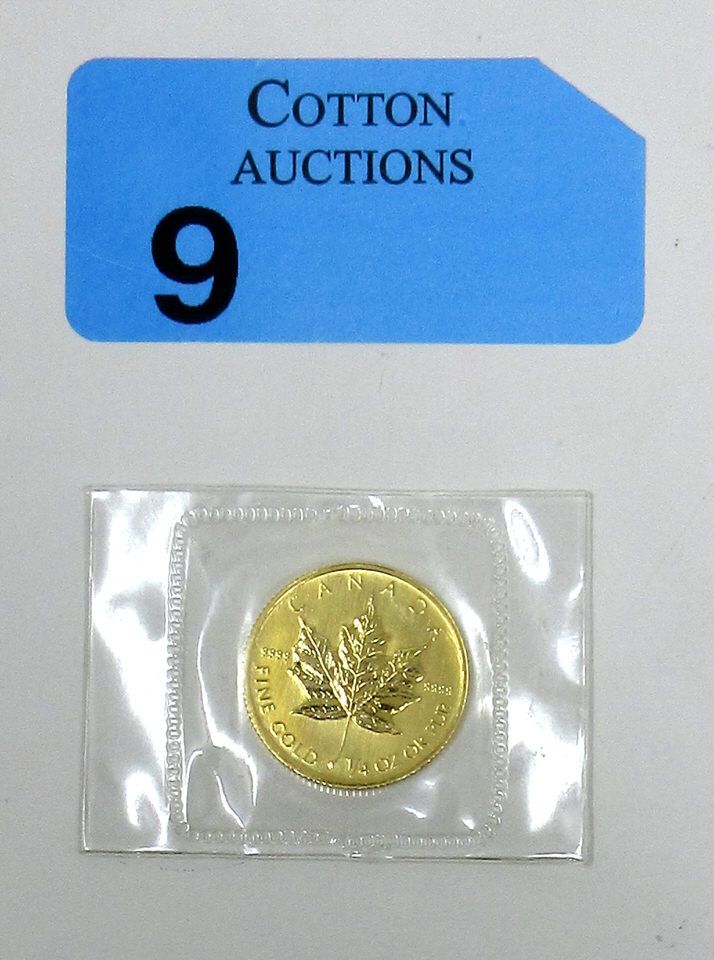 COTTON
AUCTIONS
9
CANADA
9999
9999
FINE GOLD 1/4 OZ OR PUR